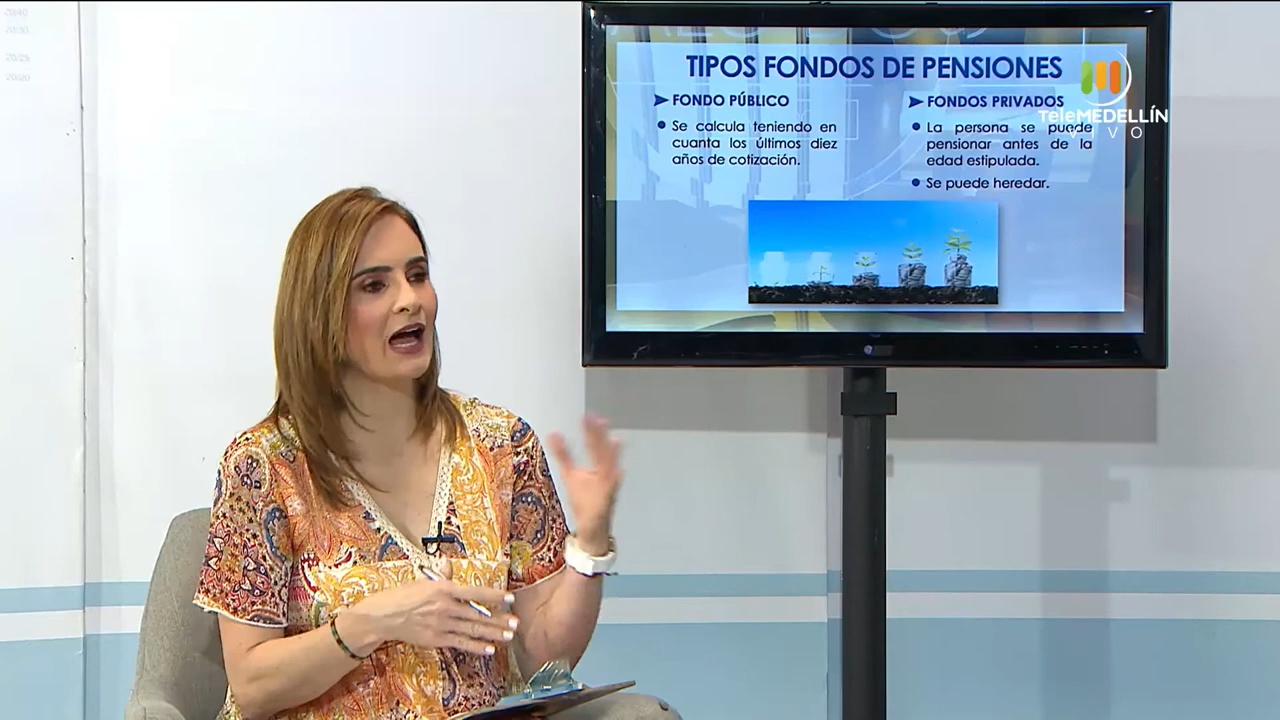 TIPOS FONDOS DE PENSIONES
➤ FONDO PÚBLICO
• Se calcula teniendo en
cuanta los últimos diez
años de cotización.
➤ FONDOS PRIVADOS
• La persona se puede
pensionar antes de la
edad estipulada.
• Se puede heredar.
TeleMEDELLÍN
VIVO